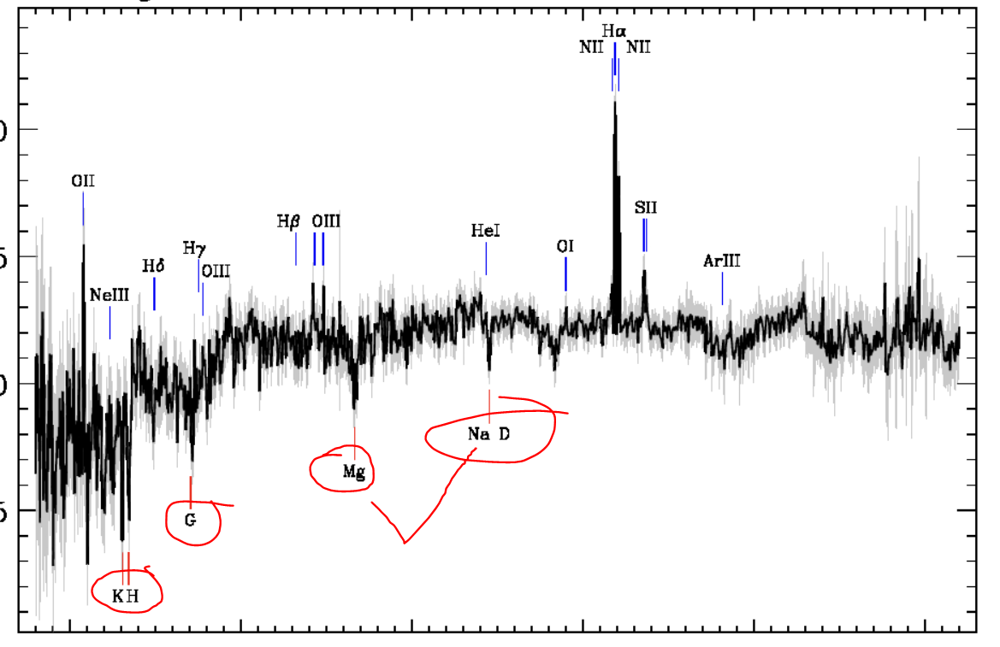 Hα
NII NII
0
OII
SII
Hβ OIII
HeI
Hγ
OI
5
ArIII
Hδ
OIII
NeIII
0
Na D
Mg
5
G
K H